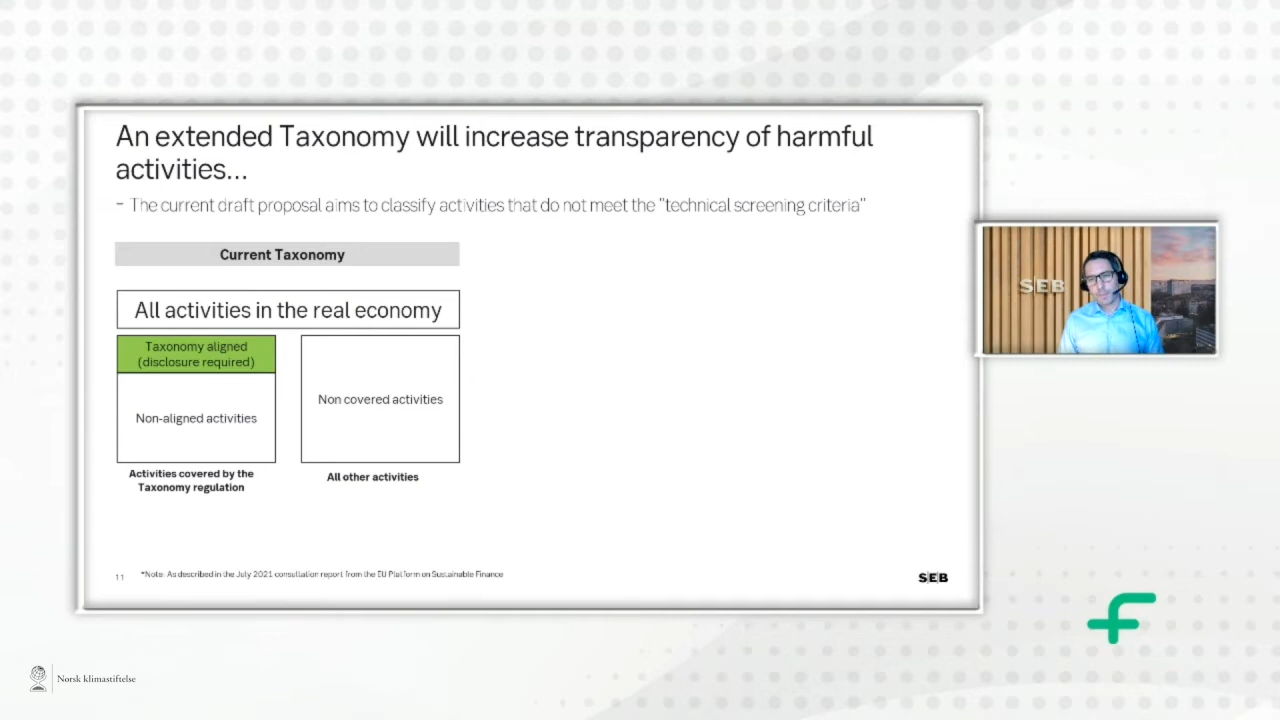 An extended Taxonomy will increase transparency of harmful
activities...
- The current draft proposal aims to classify activities that do not meet the "technical screening criteria"
Current Taxonomy
All activities in the real economy
Taxonomy aligned
(disclosure required)
Non-aligned activities
Non covered activities
Activities covered by the
Taxonomy regulation
All other activities
11
*Note: As described in the July 2021 consultation report from the EU Platform on Sustainable Finance
SEB
SEB
Norsk klimastiftelse